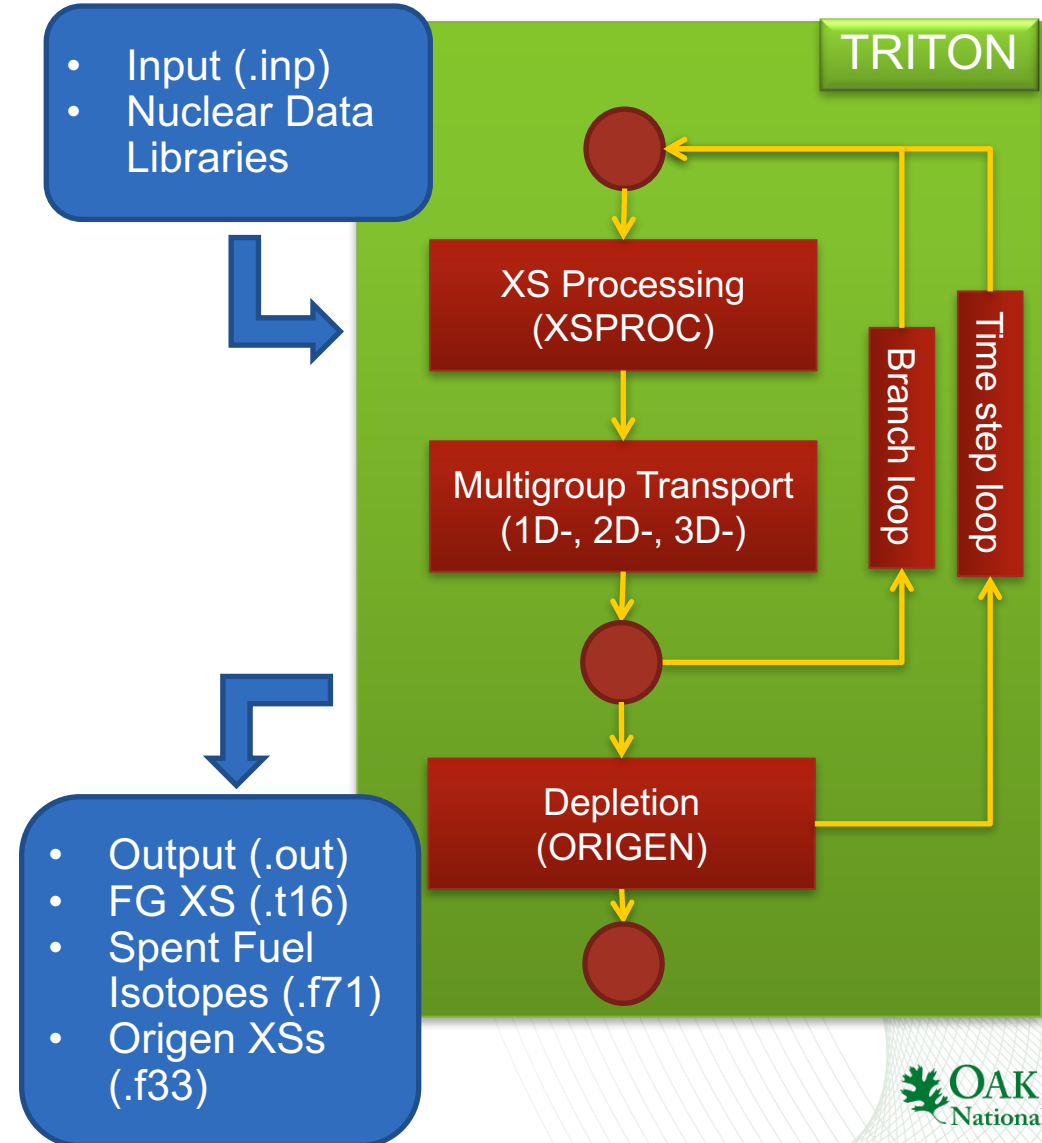 • Input (.inp)
• Nuclear Data
Libraries
TRITON
XS Processing
(XSPROC)
Multigroup Transport
(1D-, 2D-, 3D-)
Branch loop
Time step loop
Depletion
(ORIGEN)
• Output (.out)
• FG XS (.t16)
• Spent Fuel
Isotopes (.f71)
• Origen XSs
(.f33)
OAK
Nationa